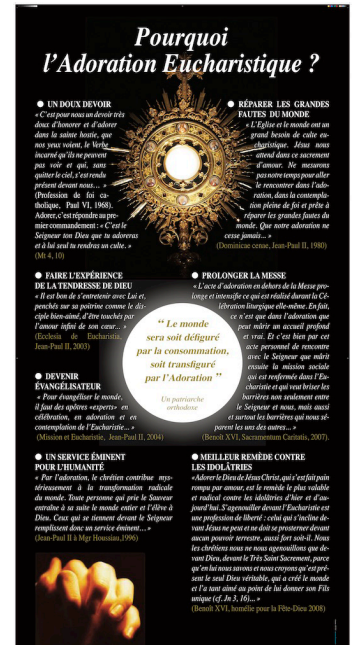 Pourquoi
l'Adoration Eucharistique ?
● UN DOUX DEVOIR
« C'est pour nous un devoir très
doux d'honorer et d'adorer
dans la sainte hostie, que
nos yeux voient, le Verbe
incarné qu'ils ne peuvent
pas voir et qui, sans
quitter le ciel, s'est rendu
présent devant nous... »
(Profession de foi ca-
tholique, Paul VI, 1968).
Adorer, c'est répondre au pre-
mier commandement : « C'est le
Seigneur ton Dieu que tu adoreras
et à lui seul tu rendras un culte. »
(Mt 4, 10)
● RÉPARER LES GRANDES
FAUTES DU MONDE
« L'Eglise et le monde ont un
grand besoin de culte eu-
charistique. Jésus nous
attend dans ce sacrement
d'amour. Ne mesurons
pas notre temps pour aller
le rencontrer dans l'ado-
ration, dans la contempla-
tion pleine de foi et prête à
réparer les grandes fautes du
monde. Que notre adoration ne
cesse jamais... »
(Dominicae cenae, Jean-Paul II, 1980)
● FAIRE L'EXPÉRIENCE
DE LA TENDRESSE DE DIEU
« Il est bon de s'entretenir avec Lui et,
penchés sur sa poitrine comme le dis-
ciple bien-aimé, d'être touchés par
l'amour infini de son cœur... »
(Ecclesia de Eucharistia,
Jean-Paul II, 2003)
● DEVENIR
ÉVANGÉLISATEUR
« Pour évangéliser le monde,
il faut des apôtres «experts» en
célébration, en adoration et en
contemplation de l'Eucharistie... »
(Mission et Eucharistie, Jean-Paul II, 2004)
“ Le monde
sera soit défiguré
par la consommation,
soit transfiguré
par l'Adoration ”
Un patriarche
orthodoxe
● PROLONGER LA MESSE
« L'acte d'adoration en dehors de la Messe pro-
longe et intensifie ce qui est réalisé durant la Cé-
lébration liturgique elle-même. En fait,
ce n'est que dans l'adoration que
peut mûrir un accueil profond
et vrai. Et c'est bien par cet
acte personnel de rencontre
avec le Seigneur que mûrit
ensuite la mission sociale
qui est renfermée dans l'Eu-
charistie et qui veut briser les
barrières non seulement entre
le Seigneur et nous, mais aussi
et surtout les barrières qui nous sé-
parent les uns des autres... »
(Benoît XVI, Sacramentum Caritatis, 2007).
● UN SERVICE ÉMINENT
POUR L'HUMANITÉ
« Par l'adoration, le chrétien contribue mys-
térieusement à la transformation radicale
du monde. Toute personne qui prie le Sauveur
entraîne à sa suite le monde entier et l'élève à
Dieu. Ceux qui se tiennent devant le Seigneur
remplissent donc un service éminent... »
(Jean-Paul II à Mgr Houssiau,1996)
● MEILLEUR REMÈDE CONTRE
LES IDOLÂTRIES
«Adorer le Dieu de Jésus Christ, qui s'est fait pain
rompu par amour, est le remède le plus valable
et radical contre les idolâtries d'hier et d'au-
jourd'hui. S'agenouiller devant l'Eucharistie est
une profession de liberté : celui qui s'incline de-
vant Jésus ne peut et ne doit se prosterner devant
aucun pouvoir terrestre, aussi fort soit-il. Nous
les chrétiens nous ne nous agenouillons que de-
vant Dieu, devant le Très Saint Sacrement, parce
qu'en lui nous savons et nous croyons qu'est pré-
sent le seul Dieu véritable, qui a créé le monde
et l'a tant aimé au point de lui donner son Fils
unique (cf. Jn 3, 16)... »
(Benoît XVI, homélie pour la Fête-Dieu 2008)